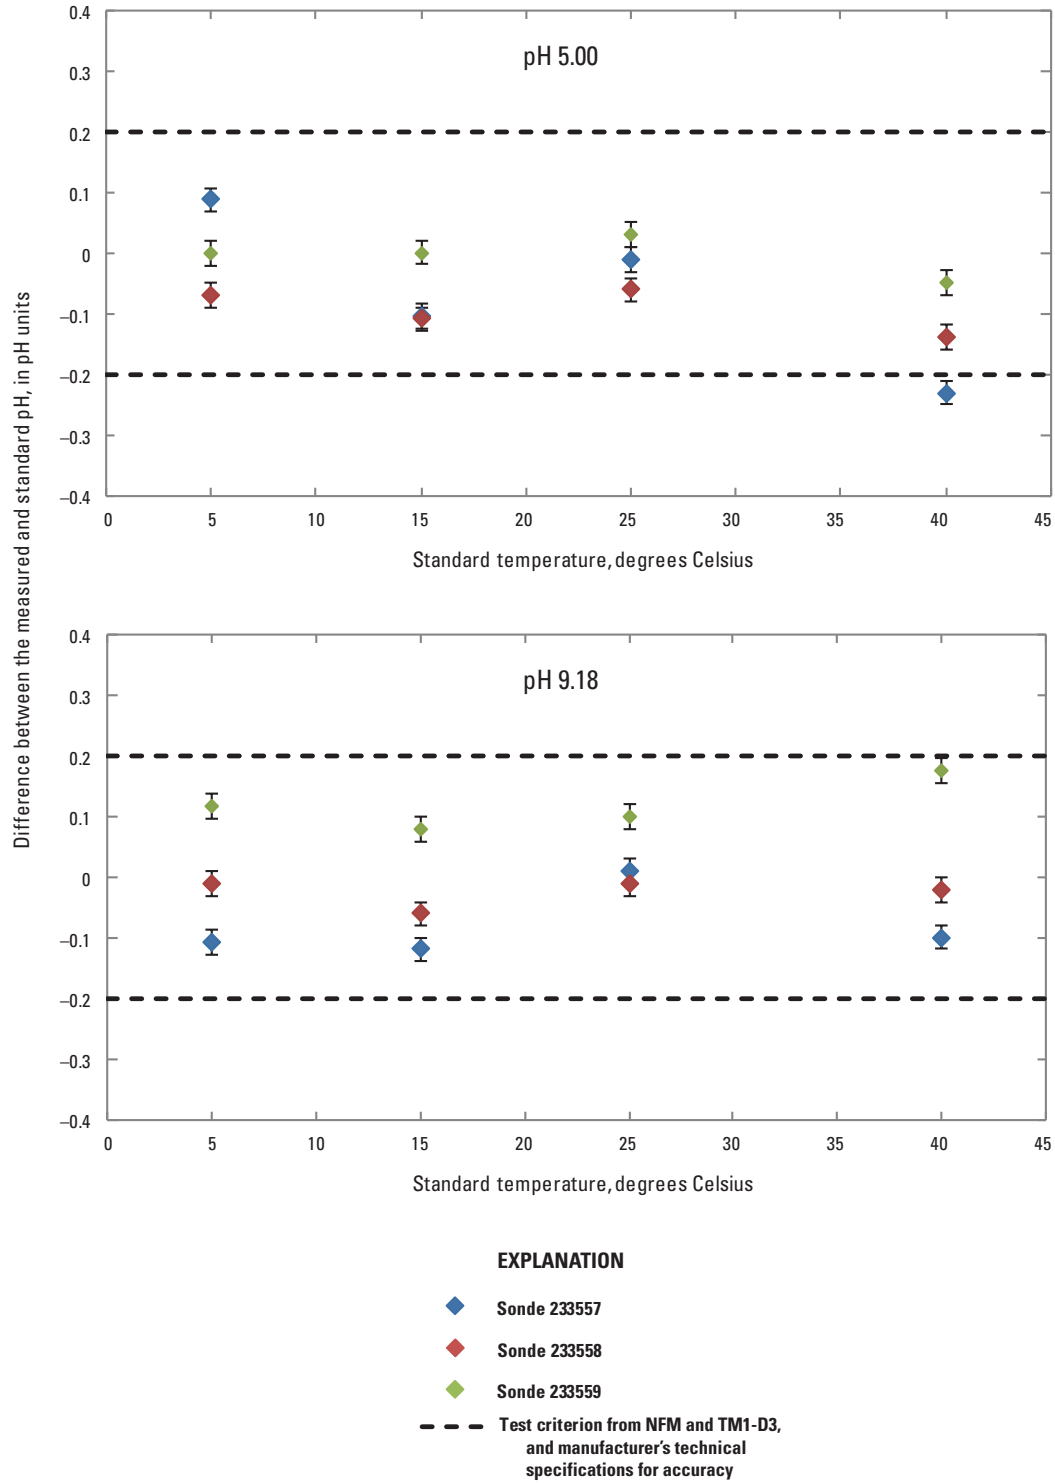 Difference between the measured and standard pH, in pH units
0.4
0.3
0.2
0.1
0
–0.1
–0.2
–0.3
–0.4
pH 5.00
0 5 10 15 20 25 30 35 40 45
Standard temperature, degrees Celsius
0.4
0.3
0.2
0.1
0
–0.1
–0.2
–0.3
–0.4
pH 9.18
0 5 10 15 20 25 30 35 40 45
Standard temperature, degrees Celsius
EXPLANATION
Sonde 233557
Sonde 233558
Sonde 233559
Test criterion from NFM and TM1-D3,
and manufacturer's technical
specifications for accuracy